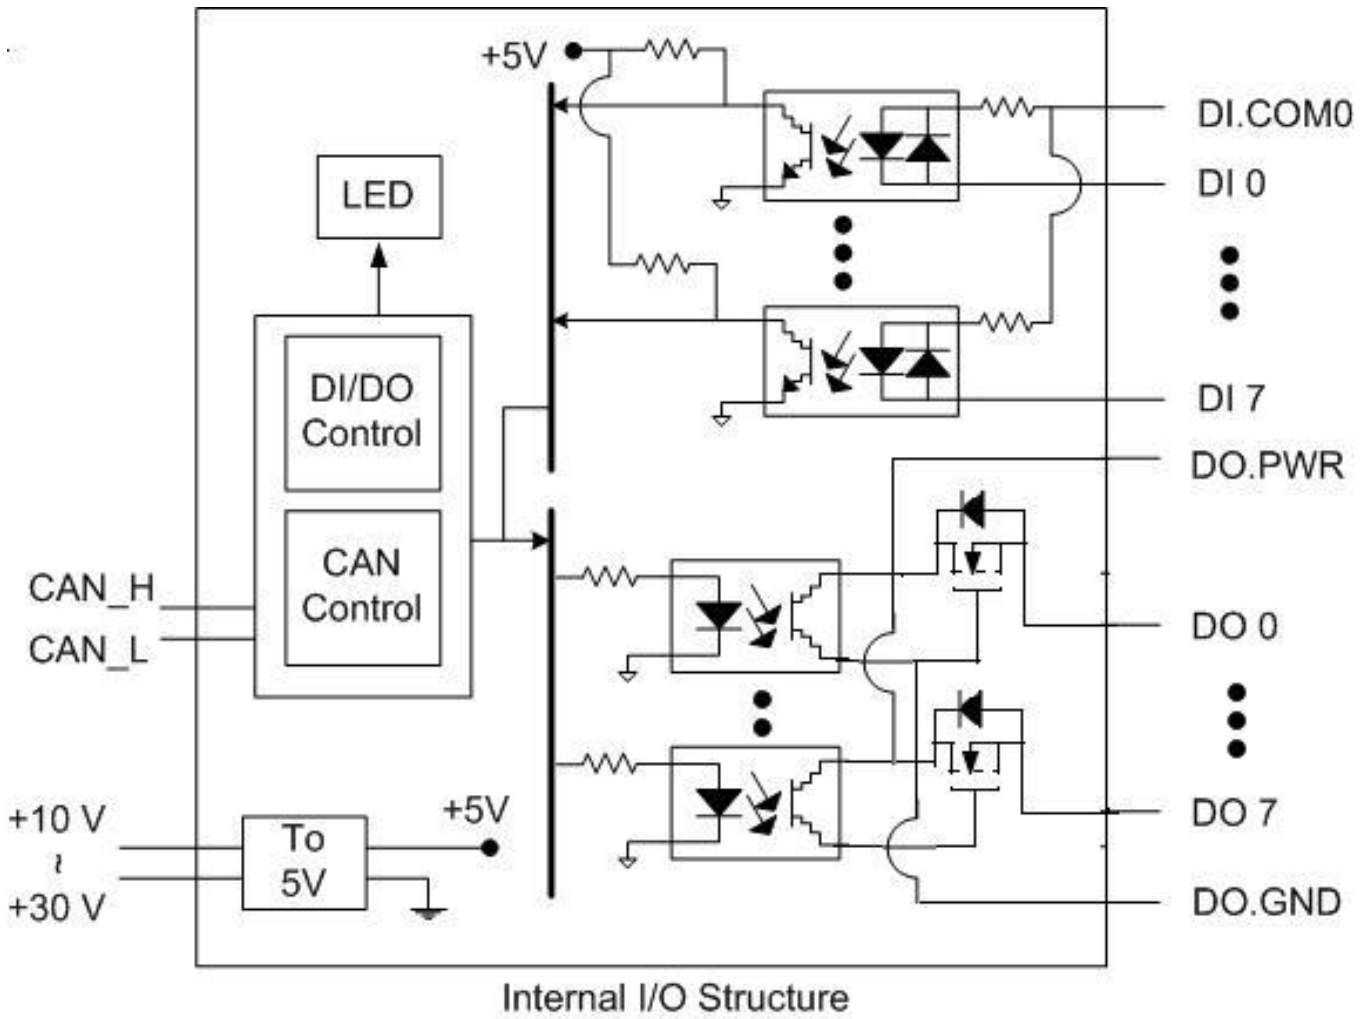 +5V
DI.COM0
DI 0
LED
DI/DO
Control
DI 7
DO.PWR
CAN
Control
CAN_H
CAN_L
DO 0
+10 V
~
+30 V
To
5V
+5V
DO 7
DO.GND
Internal I/O Structure